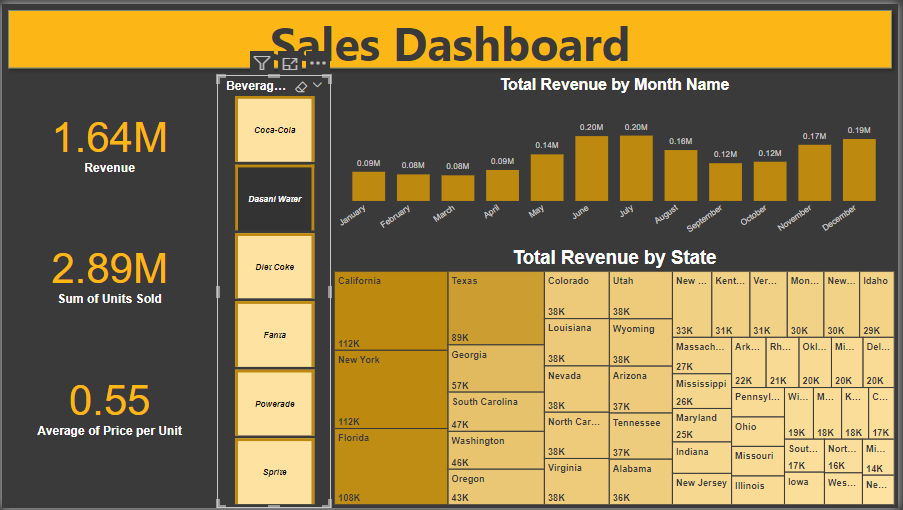 Sales Dashboard
Beverag...
Coca-Cola
Dasani Water
Diet Coke
Fanta
Powerade
Sprite
1.64M
Revenue
2.89M
Sum of Units Sold
0.55
Average of Price per Unit
Total Revenue by Month Name
0.09M
0.08M
0.08M
0.09M
0.14M
0.20M
0.20M
0.16M
0.12M
0.12M
0.17M
0.19M
January
February
March
April
May
June
July
August
September
October
November
December
Total Revenue by State
California
112K
New York
112K
Florida
108K
Texas
89K
Georgia
57K
South Carolina
47K
Washington
46K
Oregon
43K
Colorado
38K
Louisiana
38K
Nevada
38K
North Car...
38K
Virginia
38K
Utah
38K
Wyoming
38K
Arizona
37K
Tennessee
37K
Alabama
36K
New ...
33K
Kent...
31K
Ver...
31K
Mon...
30K
New...
30K
Idaho
29K
Massach...
27K
Mississippi
26K
Maryland
25K
Indiana
New Jersey
Ark...
22K
Rh...
21K
Okl...
20K
Mi...
20K
Del...
20K
Pennsyl...
Ohio
Missouri
Illinois
Wi...
19K
M...
18K
K...
18K
C...
17K
Sout...
17K
Nort...
16K
Mi...
14K
Iowa
Wes...
Ne...